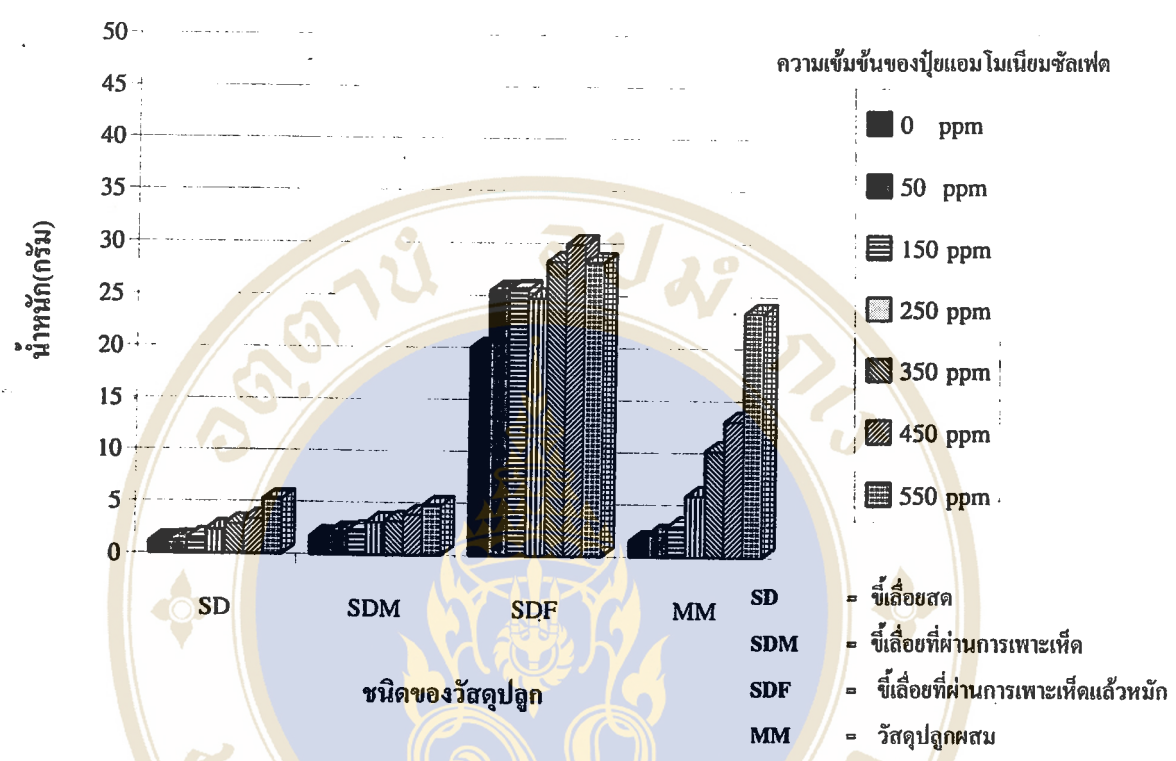 50
45
40
35
30
25
20
15
10
5
0
น้ำหนัก(กรัม)
SD
SDM
SDF
MM
ชนิดของวัสดุปลูก
ความเข้มข้นของปุ๋ยแอมโมเนียมซัลเฟต
0 ppm
50 ppm
150 ppm
250 ppm
350 ppm
450 ppm
550 ppm
SD = ขี้เลื่อยสด
SDM = ขี้เลื่อยที่ผ่านการเพาะเห็ด
SDF = ขี้เลื่อยที่ผ่านการเพาะเห็ดแล้วหมัก
MM = วัสดุปลูกผสม